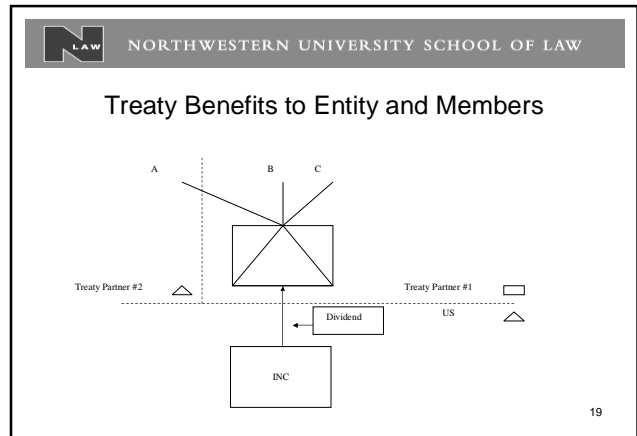 N LAW NORTHWESTERN UNIVERSITY SCHOOL OF LAW
Treaty Benefits to Entity and Members
A B C
Treaty Partner #2 Treaty Partner #1
US
Dividend
INC
19